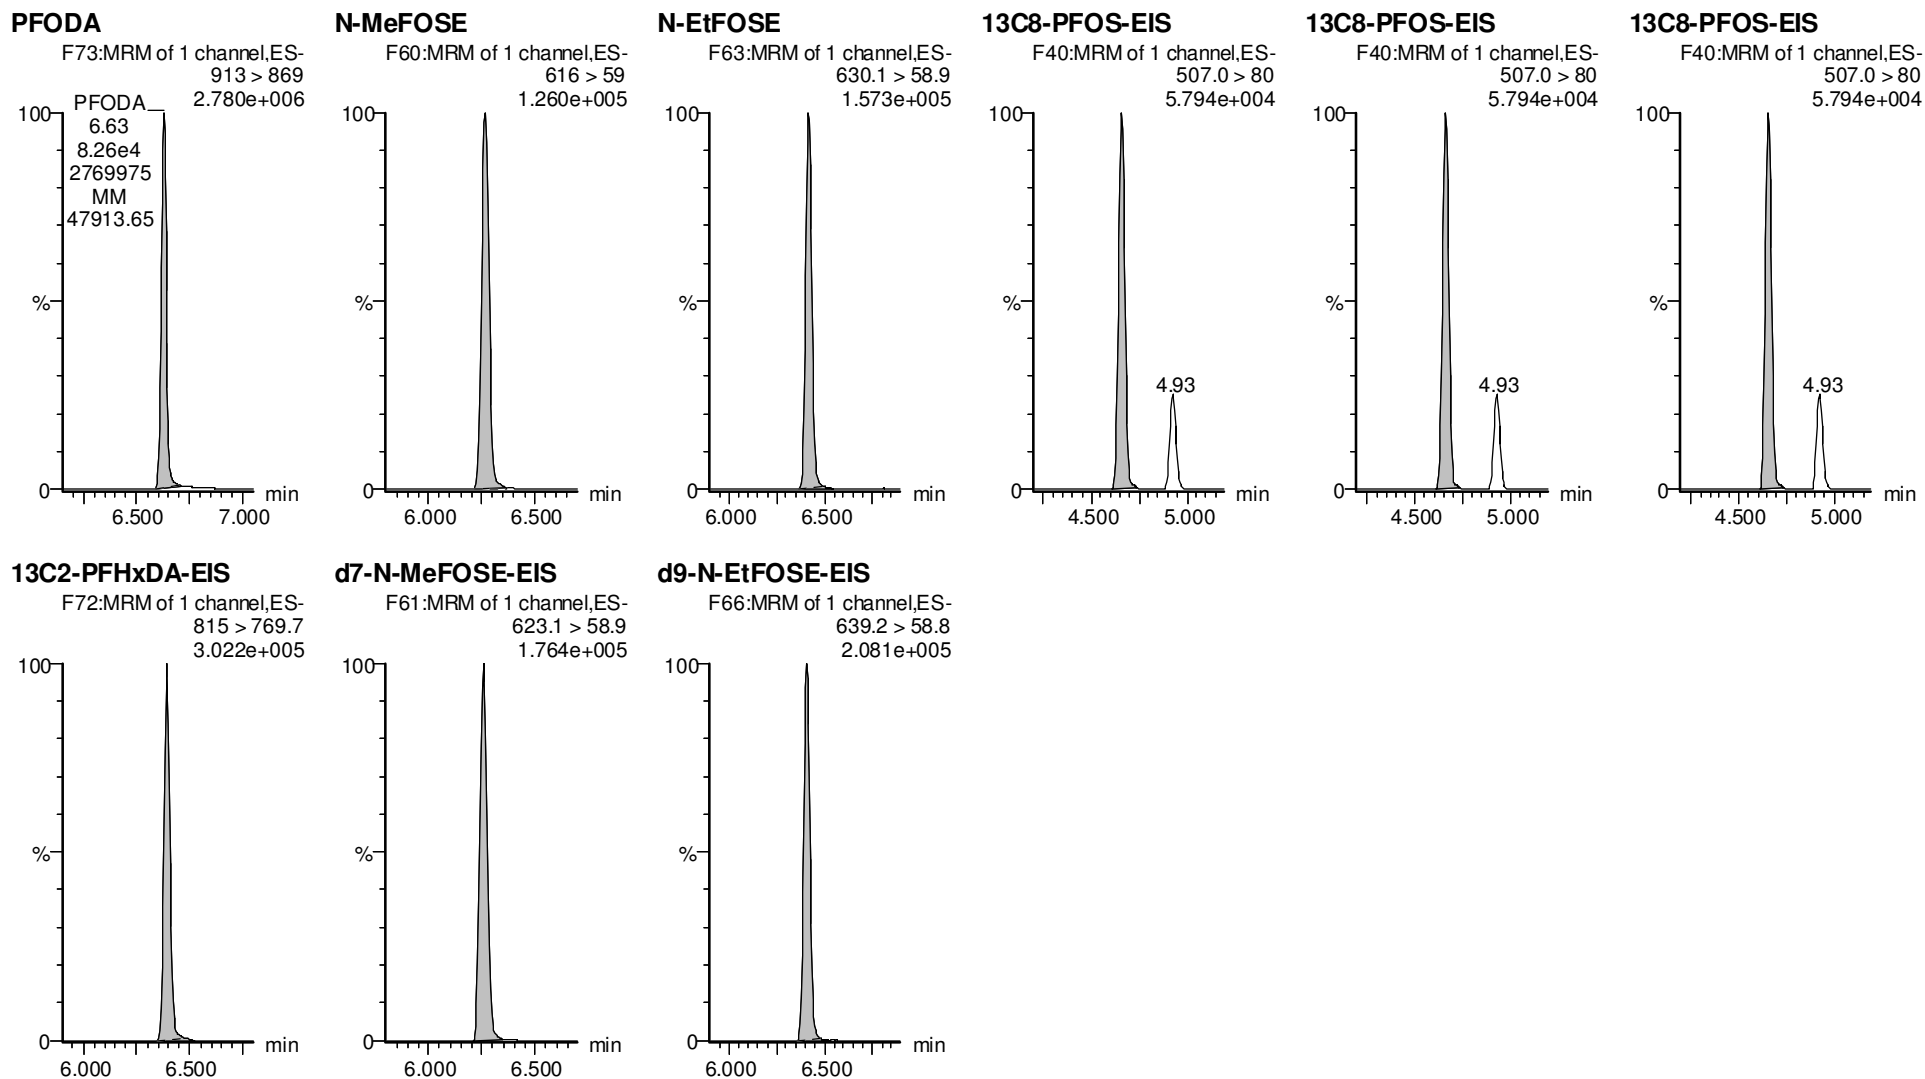 PFODA
F73:MRM of 1 channel,ES-
913 > 869
2.780e+006
PFODA
6.63
8.26e4
2769975
MM
47913.65
100
%
0
min
6.500 7.000
N-MeFOSE
F60:MRM of 1 channel,ES-
616 > 59
1.260e+005
100
%
0
min
6.000 6.500
N-EtFOSE
F63:MRM of 1 channel,ES-
630.1 > 58.9
1.573e+005
100
%
0
min
6.000 6.500
13C8-PFOS-EIS
F40:MRM of 1 channel,ES-
507.0 > 80
5.794e+004
100
%
4.93
0
min
4.500 5.000
13C8-PFOS-EIS
F40:MRM of 1 channel,ES-
507.0 > 80
5.794e+004
100
%
4.93
0
min
4.500 5.000
13C8-PFOS-EIS
F40:MRM of 1 channel,ES-
507.0 > 80
5.794e+004
100
%
4.93
0
min
4.500 5.000
13C2-PFHxDA-EIS
F72:MRM of 1 channel,ES-
815 > 769.7
3.022e+005
100
%
0
min
6.000 6.500
d7-N-MeFOSE-EIS
F61:MRM of 1 channel,ES-
623.1 > 58.9
1.764e+005
100
%
0
min
6.000 6.500
d9-N-EtFOSE-EIS
F66:MRM of 1 channel,ES-
639.2 > 58.8
2.081e+005
100
%
0
min
6.000 6.500